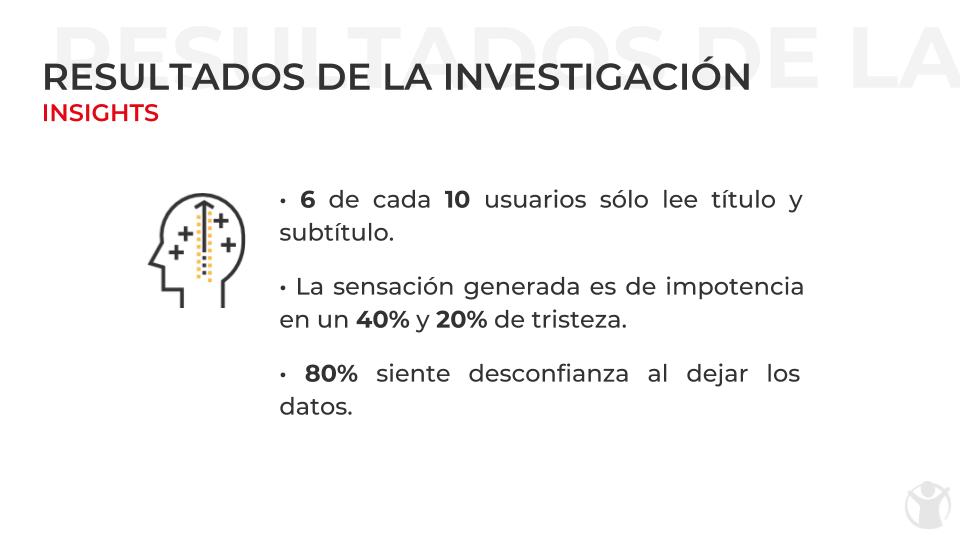 RESULTADOS DE LA
RESULTADOS DE LA INVESTIGACIÓN
INSIGHTS
• 6 de cada 10 usuarios sólo lee título y
subtítulo.
• La sensación generada es de impotencia
en un 40% y 20% de tristeza.
• 80% siente desconfianza al dejar los
datos.